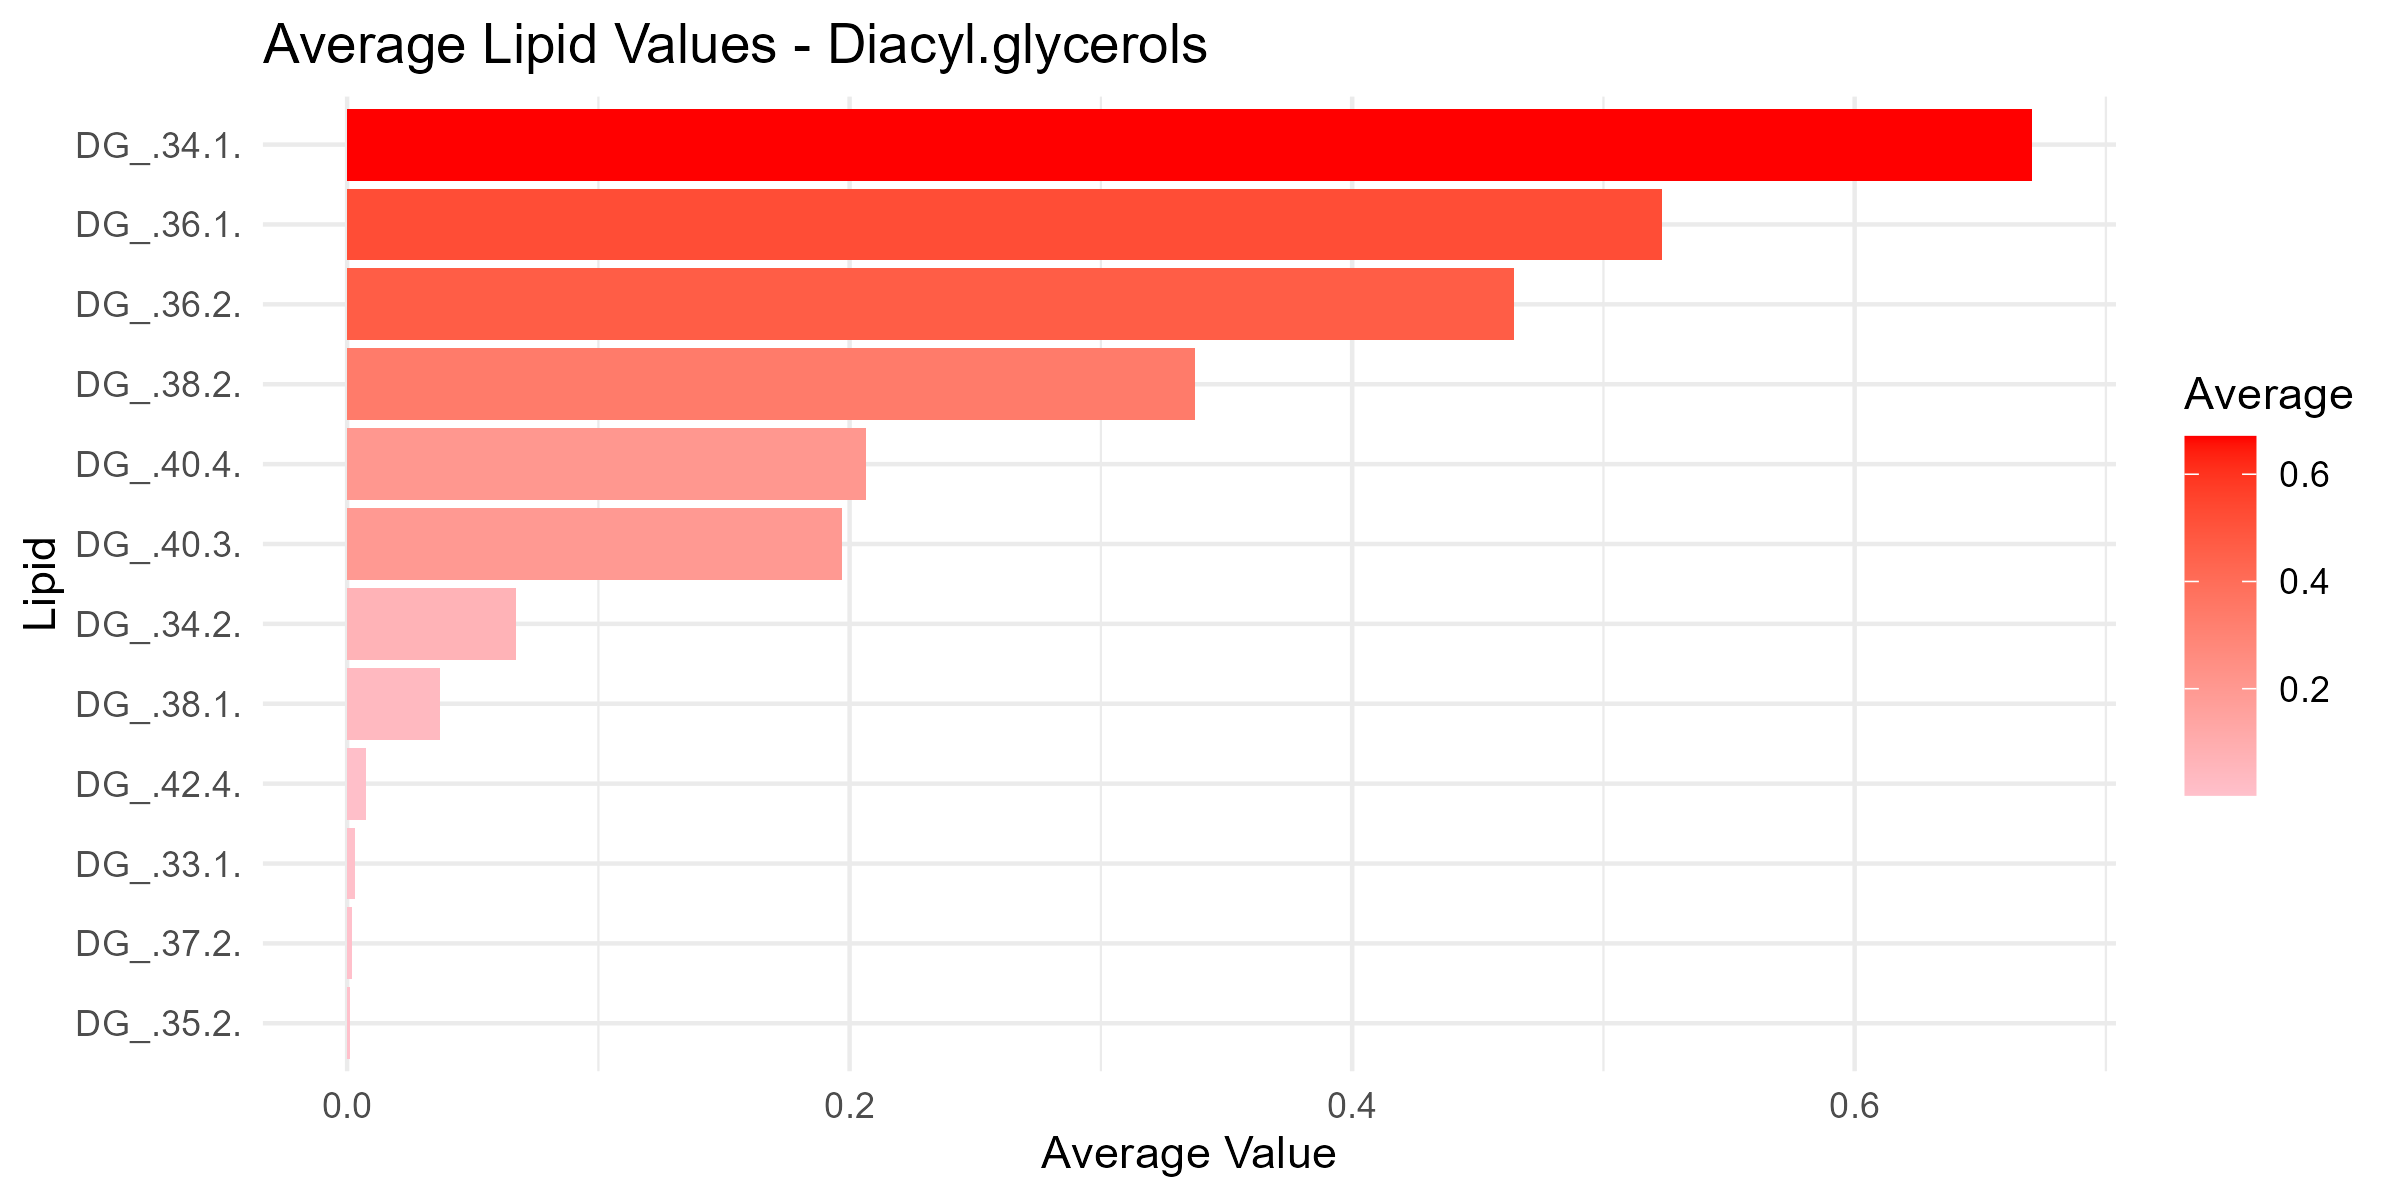 Average Lipid Values - Diacyl.glycerols
DG_.34.1.
DG_.36.1.
DG_.36.2.
DG_.38.2.
DG_.40.4.
DG_.40.3.
DG_.34.2.
DG_.38.1.
DG_.42.4.
DG_.33.1.
DG_.37.2.
DG_.35.2.
Lipid
0.0 0.2 0.4 0.6
Average Value
Average
0.6
0.4
0.2